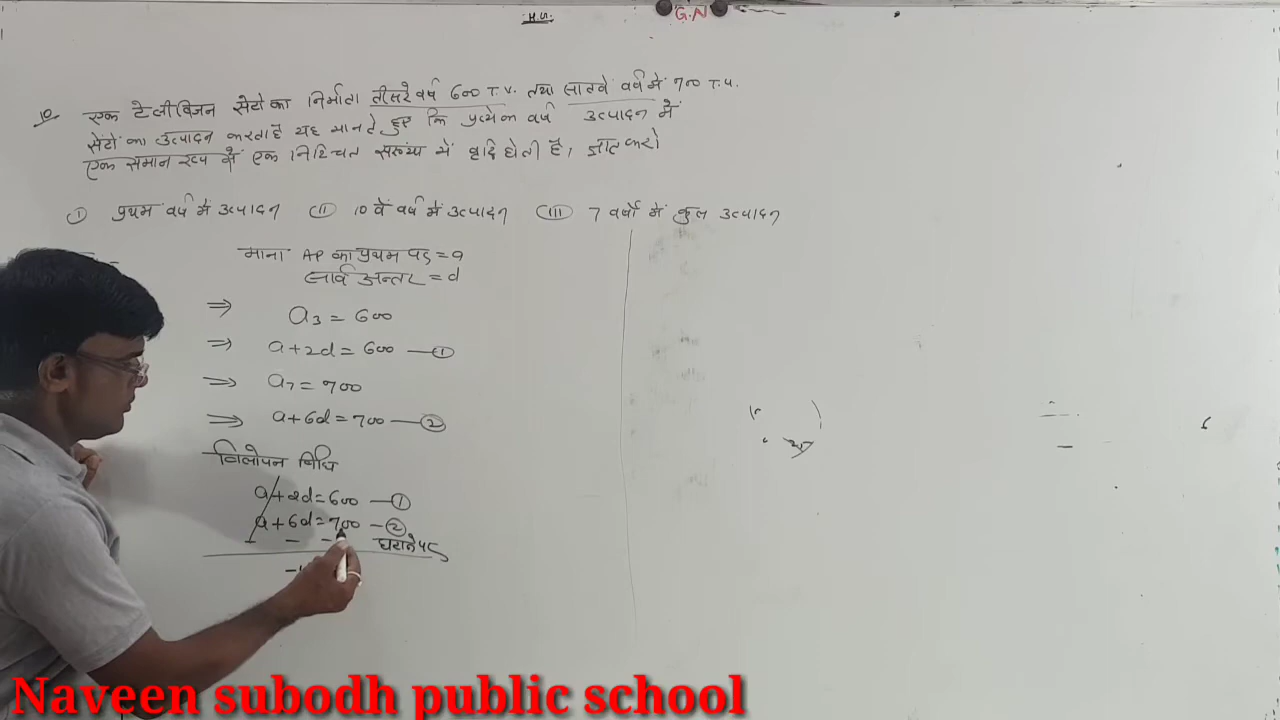 H.W.
G.N
10 एक टेलीविजन सेटो का निर्माता तीसरे वर्ष 600 T.V. तथा सातवे वर्ष में 700 T.V.
सेटों का उत्पादन करता है यह मानते हुए कि प्रत्येक वर्ष उत्पादन में
एक समान रूप से एक निश्चित संख्या में वृद्धि होती है, ज्ञात करो
I प्रथम वर्ष में उत्पादन II 10 वें वर्ष में उत्पादन III 7 वर्षों में कुल उत्पादन
माना AP का प्रथम पद = a
सार्व अन्तर = d
⇒ a₃ = 600
⇒ a+2d = 600 —①
⇒ a₇ = 700
⇒ a+6d = 700 —②
विलोपन विधि
a+2d=600 —①
a+6d=700 —②
- - - घटाने पर
Naveen subodh public school